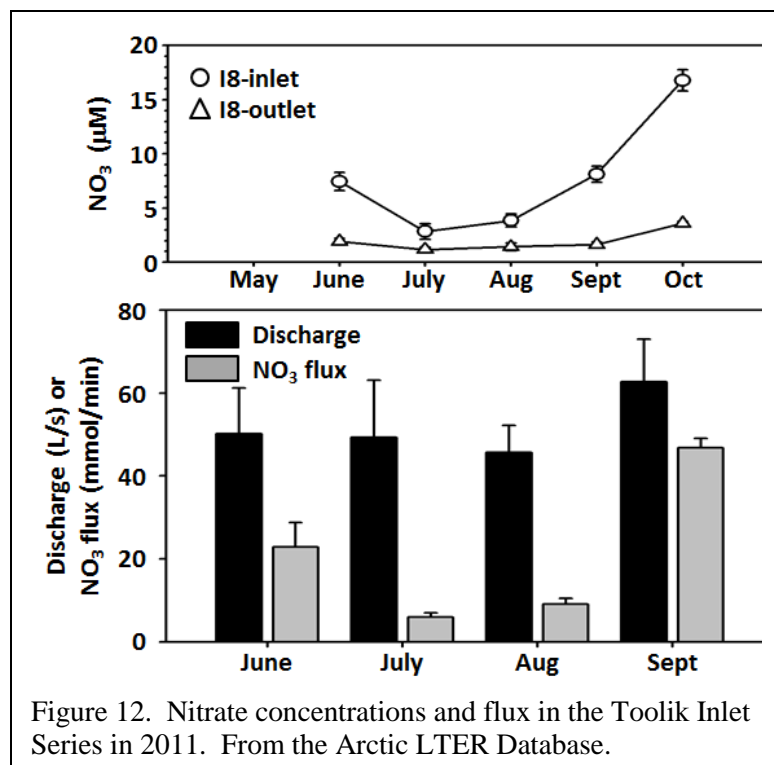 20
15
10
5
0
NO₃ (μM)
I8-inlet
I8-outlet
May June July Aug Sept Oct
80
60
40
20
0
Discharge (L/s) or
NO₃ flux (mmol/min)
Discharge
NO₃ flux
June July Aug Sept
Figure 12. Nitrate concentrations and flux in the Toolik Inlet
Series in 2011. From the Arctic LTER Database.